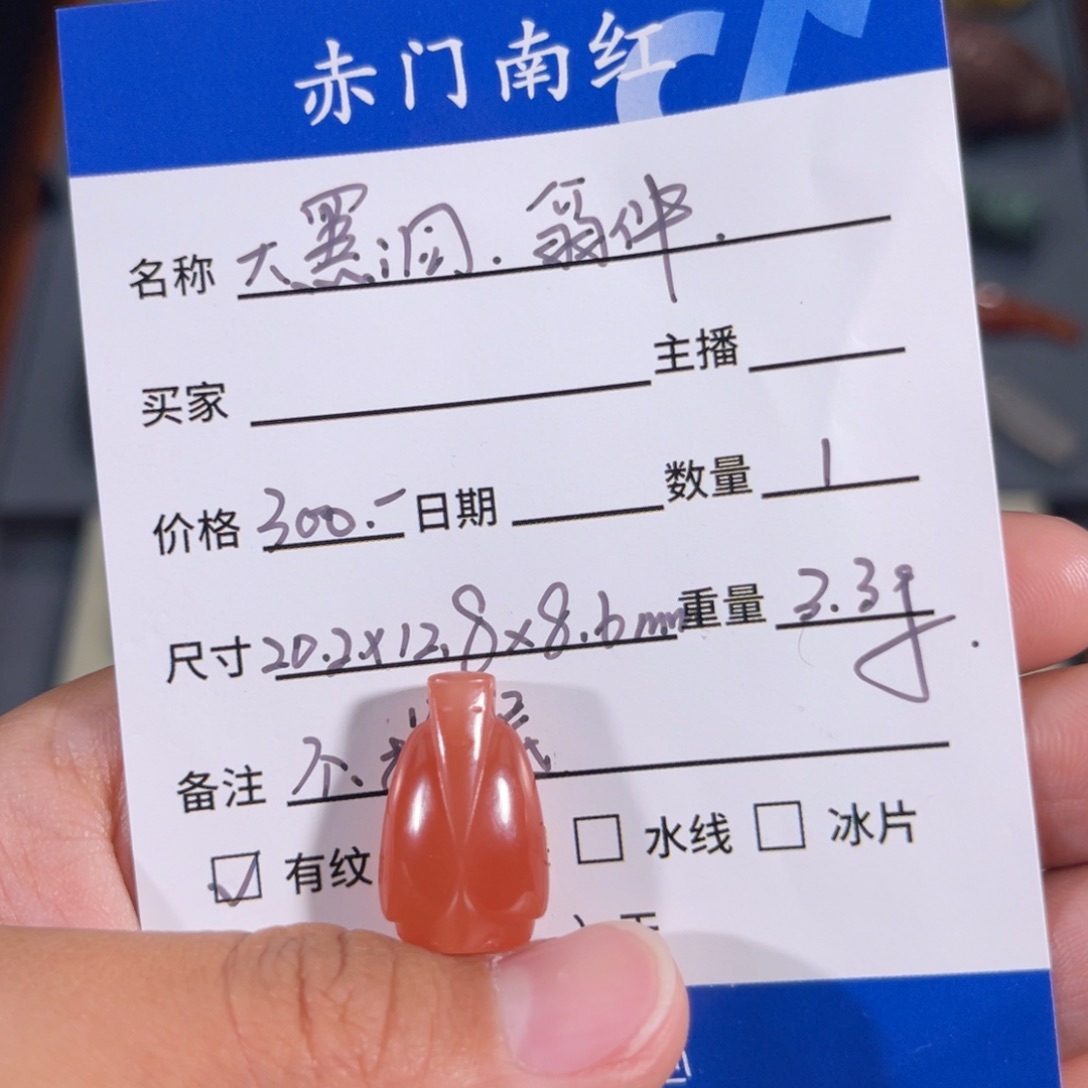 赤门南红
名称 大黑洞. 翁仲.
买家 主播
价格 300.- 日期 数量 1
尺寸 20.2x12.8x8.6mm 重量 3.3g.
备注 不
☑ 有纹 □ 水线 □ 冰片